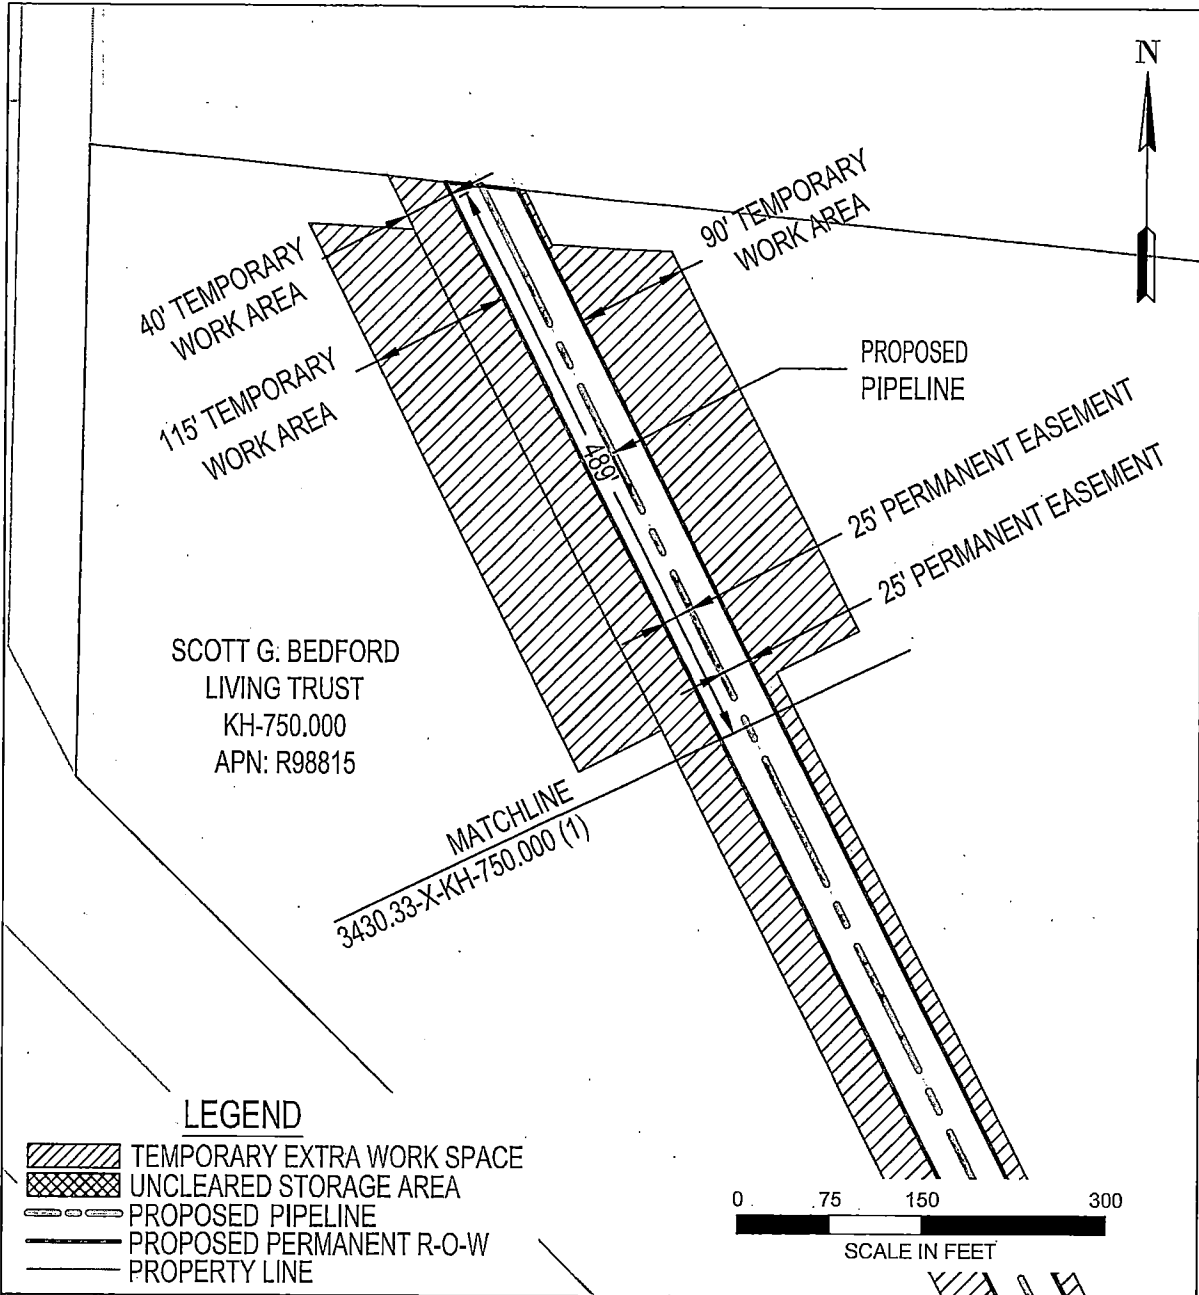 N
90' TEMPORARY
WORK AREA
40' TEMPORARY
WORK AREA
115' TEMPORARY
WORK AREA
PROPOSED
PIPELINE
489'
25' PERMANENT EASEMENT
25' PERMANENT EASEMENT
SCOTT G. BEDFORD
LIVING TRUST
KH-750.000
APN: R98815
MATCHLINE
3430.33-X-KH-750.000 (1)
LEGEND
TEMPORARY EXTRA WORK SPACE
UNCLEARED STORAGE AREA
PROPOSED PIPELINE
PROPOSED PERMANENT R-O-W
PROPERTY LINE
0 75 150 300
SCALE IN FEET